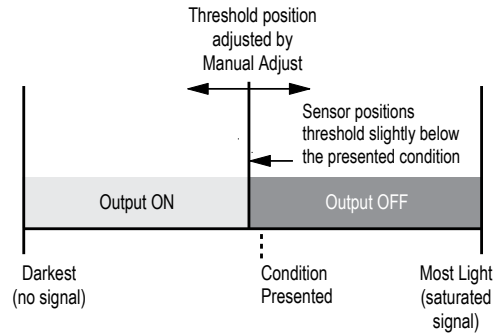 Threshold position
adjusted by
Manual Adjust
Sensor positions
threshold slightly below
the presented condition
Output ON
Output OFF
Darkest
(no signal)
Condition
Presented
Most Light
(saturated
signal)